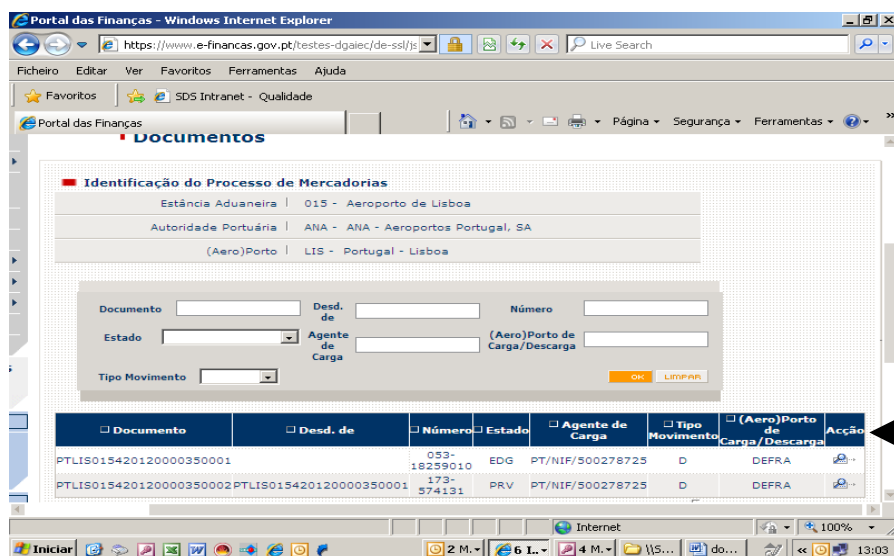 Portal das Finanças - Windows Internet Explorer
https://www.e-financas.gov.pt/testes-dgaiec/de-ssl/js
Live Search
Ficheiro Editar Ver Favoritos Ferramentas Ajuda
Favoritos SDS Intranet - Qualidade
Portal das Finanças Página Segurança Ferramentas
Documentos
Identificação do Processo de Mercadorias
Estância Aduaneira 015 - Aeroporto de Lisboa
Autoridade Portuária ANA - ANA - Aeroportos Portugal, SA
(Aero)Porto LIS - Portugal - Lisboa
Documento Desd. de Número
Estado Agente de Carga (Aero)Porto de Carga/Descarga
Tipo Movimento OK LIMPAR
Documento Desd. de Número Estado Agente de Carga Tipo Movimento (Aero)Porto de Carga/Descarga Acção
PTLIS015420120000350001 053-18259010 EDG PT/NIF/500278725 D DEFRA
PTLIS015420120000350002 PTLIS015420120000350001 173-574131 PRV PT/NIF/500278725 D DEFRA
Internet 100%
Iniciar 2 M... 6 I... 4 M... \\S... do... 13:05